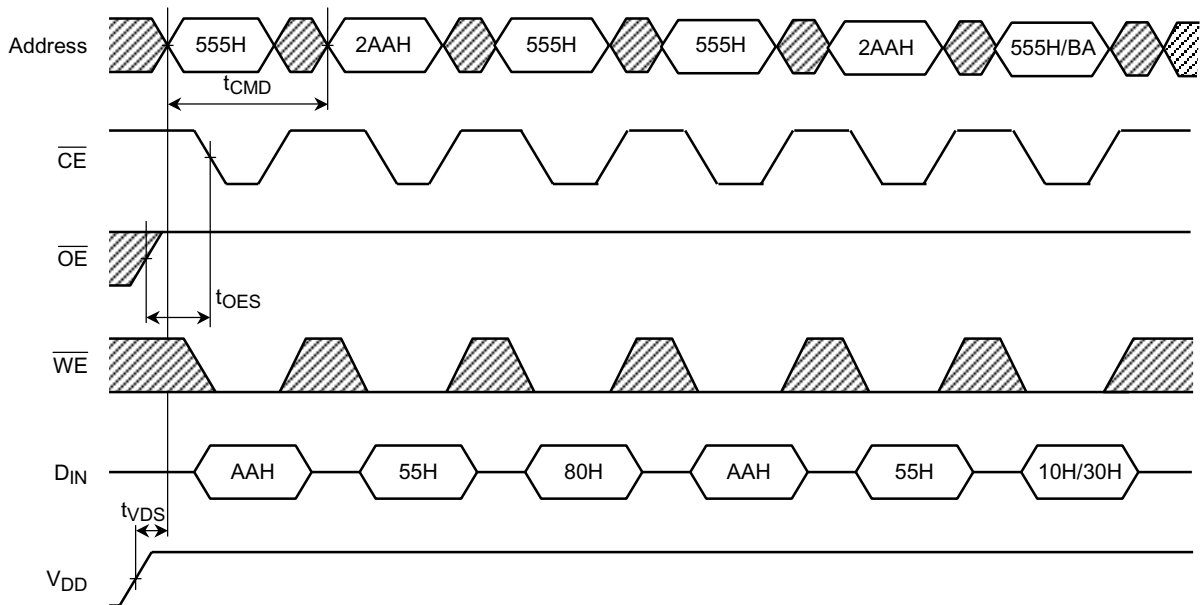 Address 555H 2AAH 555H 555H 2AAH 555H/BA
tCMD
CE
OE
tOES
WE
DIN AAH 55H 80H AAH 55H 10H/30H
tVDS
VDD